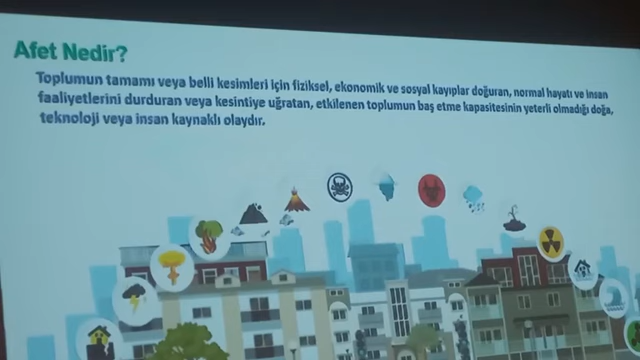 Afet Nedir?
Toplumun tamamı veya belli kesimleri için fiziksel, ekonomik ve sosyal kayıplar doğuran, normal hayatı ve insan
faaliyetlerini durduran veya kesintiye uğratan, etkilenen toplumun baş etme kapasitesinin yeterli olmadığı doğa,
teknoloji veya insan kaynaklı olaydır.